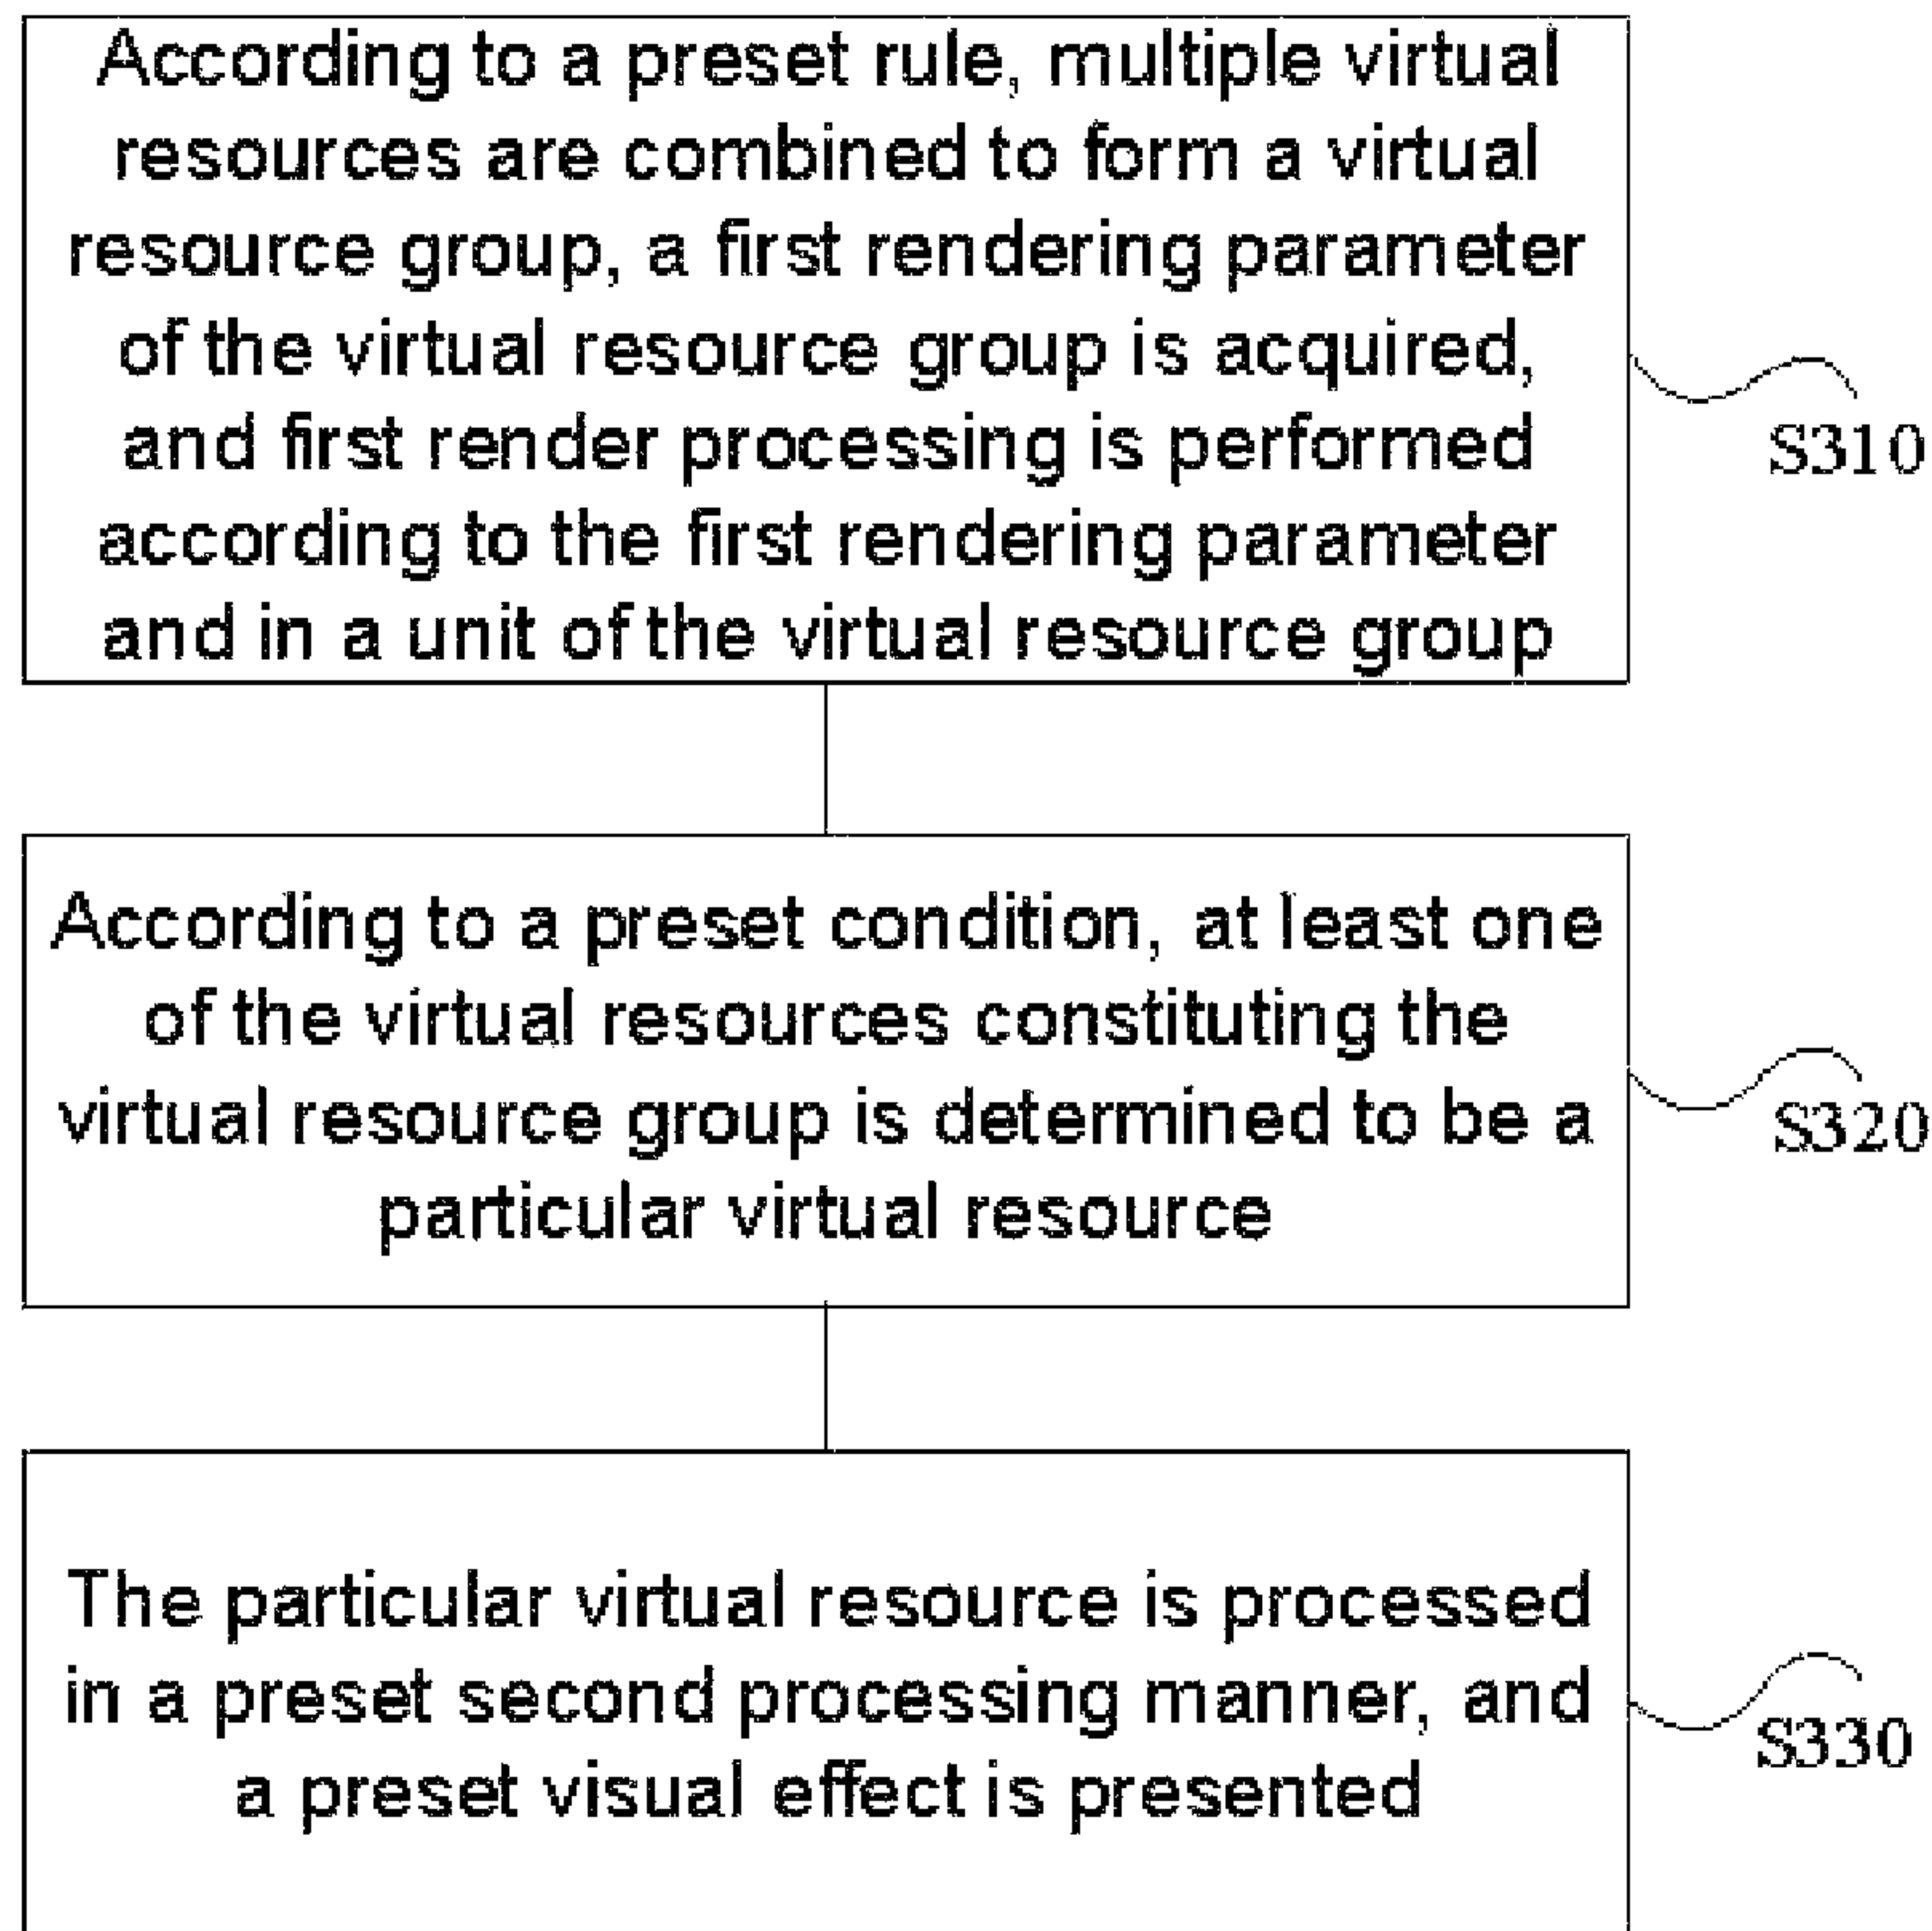 According to a preset rule, multiple virtual
resources are combined to form a virtual
resource group, a first rendering parameter
of the virtual resource group is acquired,
and first render processing is performed
according to the first rendering parameter
and in a unit of the virtual resource group
S310
According to a preset condition, at least one
of the virtual resources constituting the
virtual resource group is determined to be a
particular virtual resource
S320
The particular virtual resource is processed
in a preset second processing manner, and
a preset visual effect is presented
S330